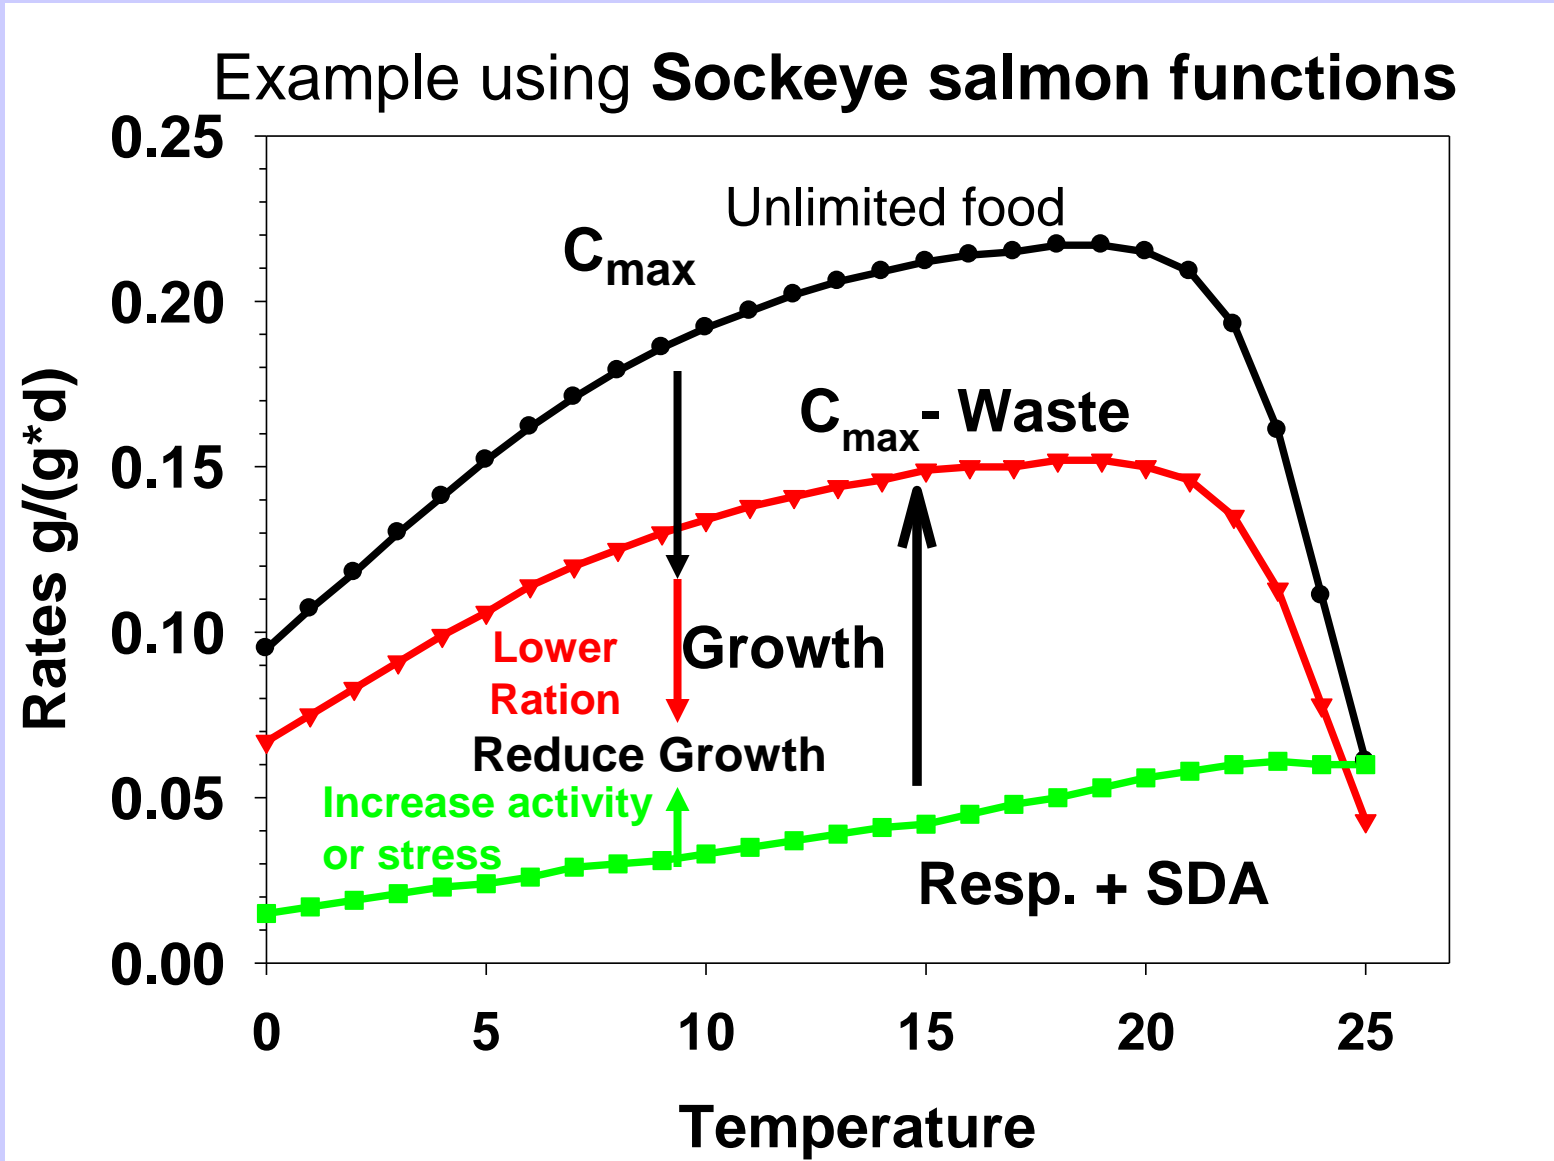 Example using Sockeye salmon functions
0.25
0.20
0.15
0.10
0.05
0.00
Rates g/(g*d)
Unlimited food
Cmax
Cmax- Waste
Lower
Ration
Growth
Reduce Growth
Increase activity
or stress
Resp. + SDA
0 5 10 15 20 25
Temperature